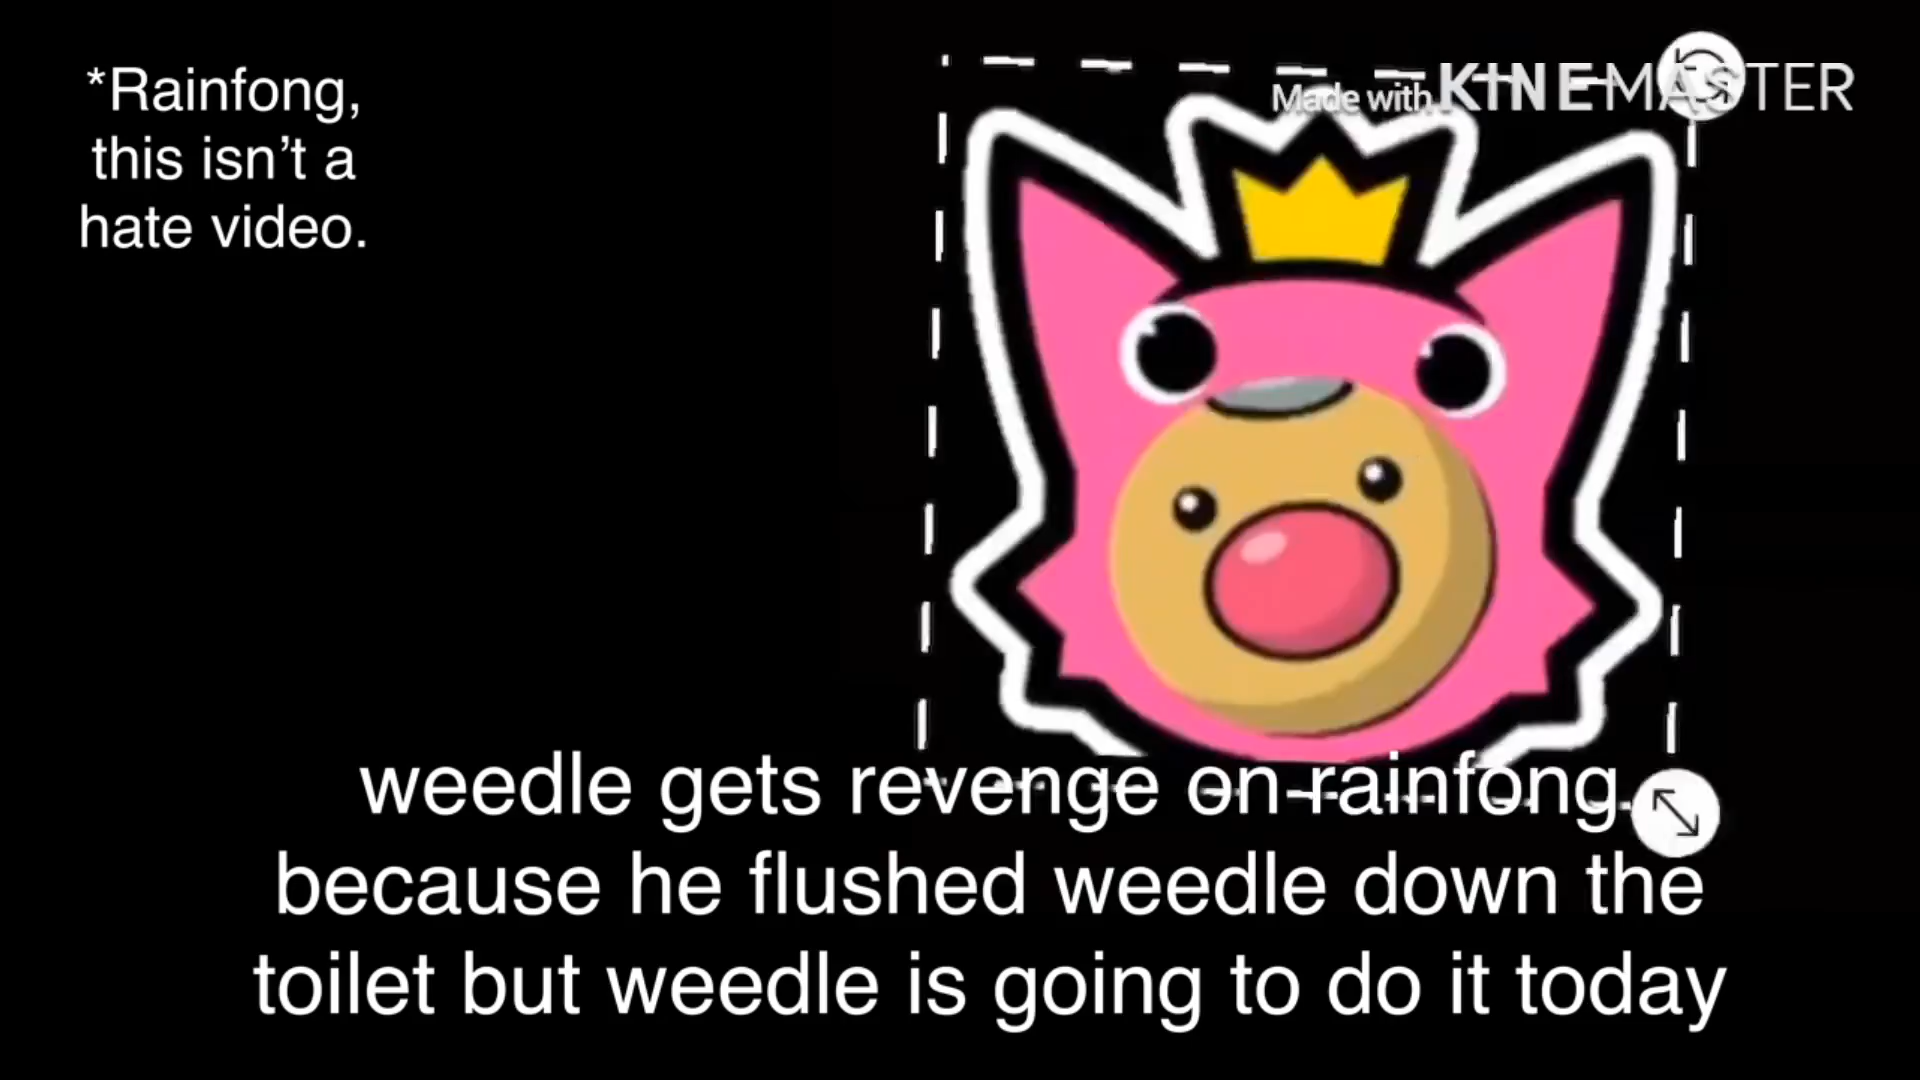 *Rainfong,
this isn't a
hate video.
Made with KINEMASTER
weedle gets revenge on rainfong.
because he flushed weedle down the
toilet but weedle is going to do it today